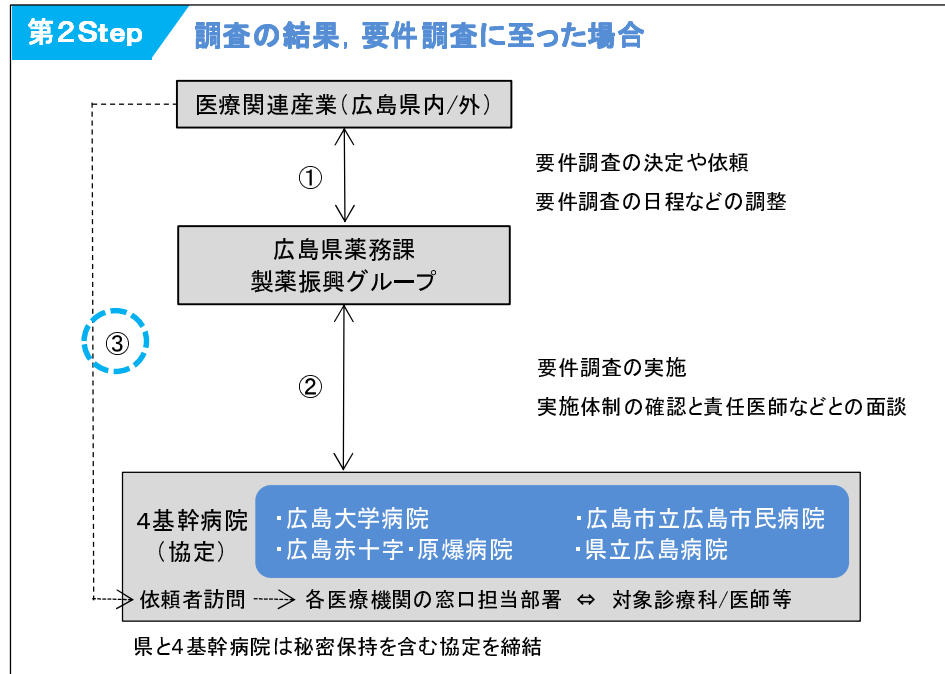 第2Step
調査の結果，要件調査に至った場合
医療関連産業（広島県内/外）
①
要件調査の決定や依頼
要件調査の日程などの調整
広島県薬務課
製薬振興グループ
③
②
要件調査の実施
実施体制の確認と責任医師などとの面談
4基幹病院
（協定）
・広島大学病院
・広島市立広島市民病院
・広島赤十字・原爆病院
・県立広島病院
依頼者訪問 各医療機関の窓口担当部署 ⇔ 対象診療科/医師等
県と4基幹病院は秘密保持を含む協定を締結